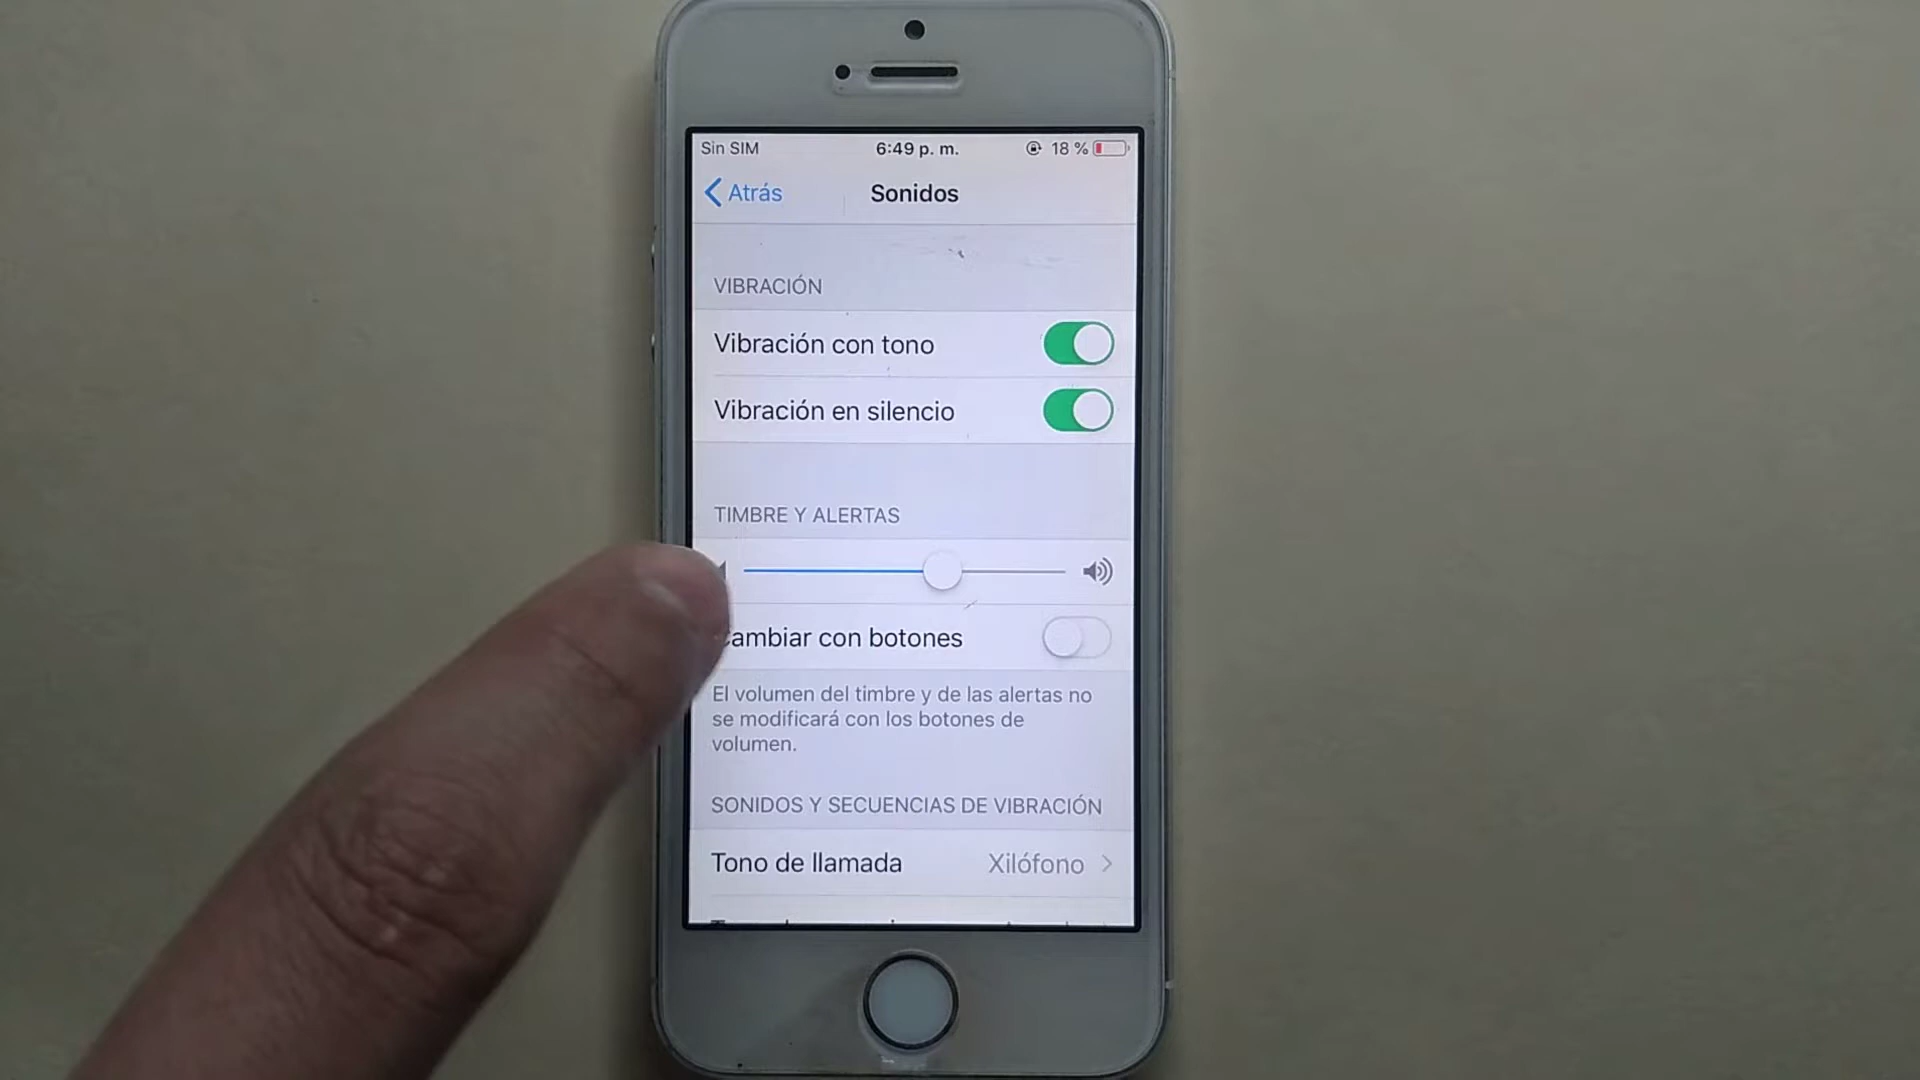 Sin SIM 6:49 p. m. 18 %
Atrás Sonidos
VIBRACIÓN
Vibración con tono
Vibración en silencio
TIMBRE Y ALERTAS
con botones
El volumen del timbre y de las alertas no
se modificará con los botones de
volumen.
SONIDOS Y SECUENCIAS DE VIBRACIÓN
Tono de llamada Xilófono